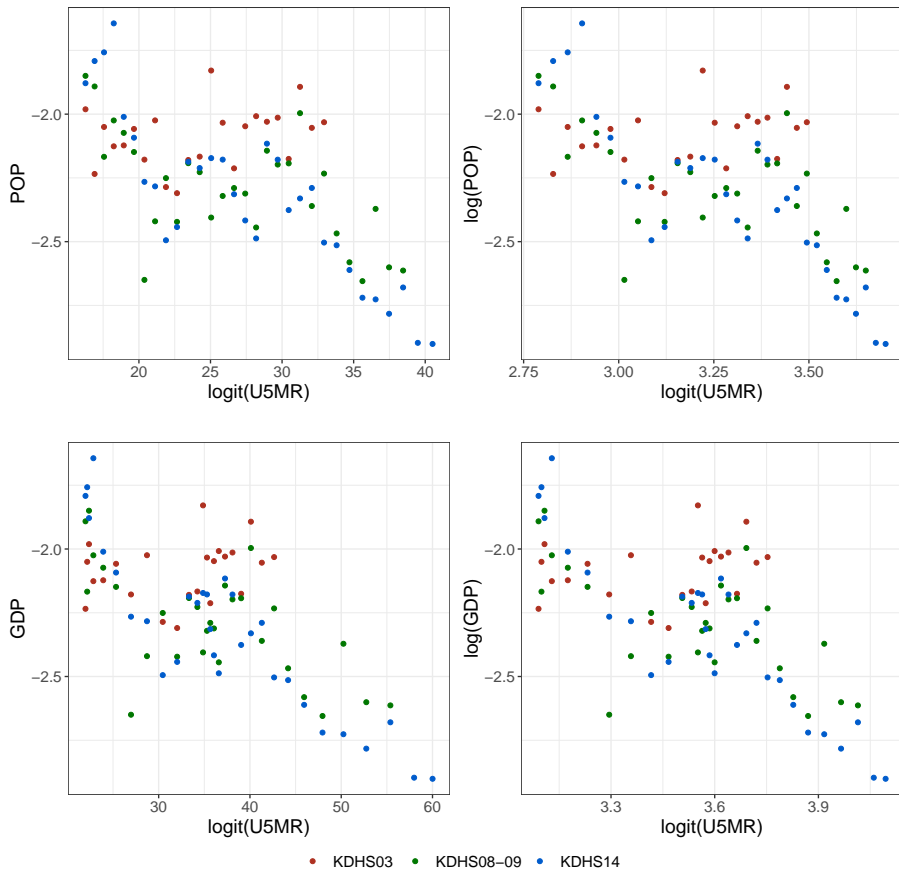 POP
−2.0
−2.5
20 25 30 35 40
logit(U5MR)
log(POP)
−2.0
−2.5
2.75 3.00 3.25 3.50
logit(U5MR)
GDP
−2.0
−2.5
30 40 50 60
logit(U5MR)
log(GDP)
−2.0
−2.5
3.3 3.6 3.9
logit(U5MR)
KDHS03 KDHS08−09 KDHS14